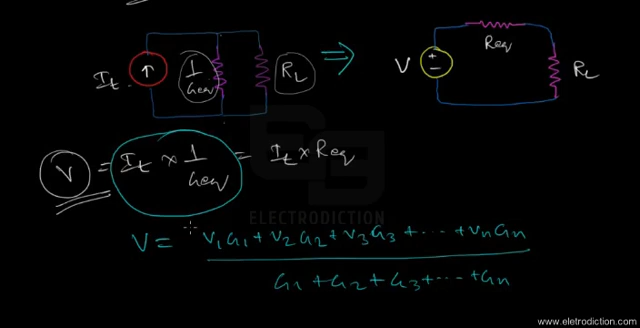 It 1/Geq RL ⇒ V + − Req RL
V = It × 1/Geq = It × Req
ELECTRODICTION
V = V1G1 + V2G2 + V3G3 + ··· + VnGn
G1 + G2 + G3 + ··· + Gn
www.eletrodiction.com